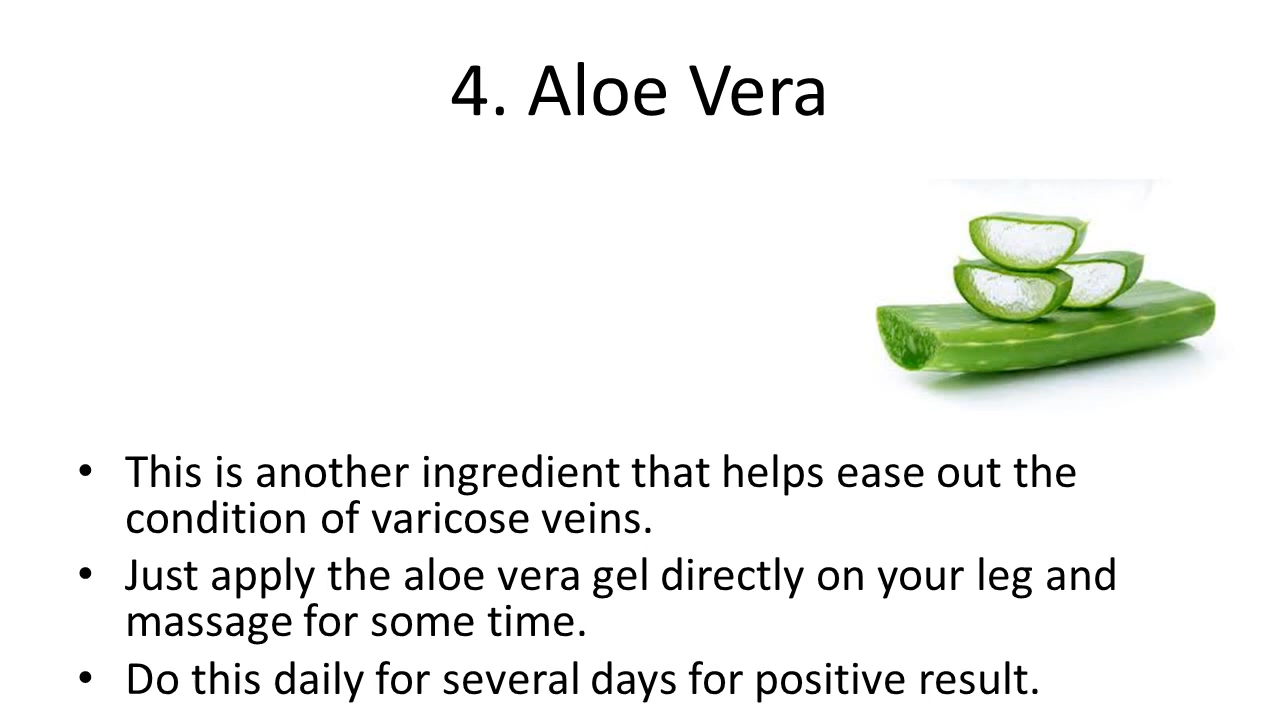 4. Aloe Vera
• This is another ingredient that helps ease out the
condition of varicose veins.
• Just apply the aloe vera gel directly on your leg and
massage for some time.
• Do this daily for several days for positive result.